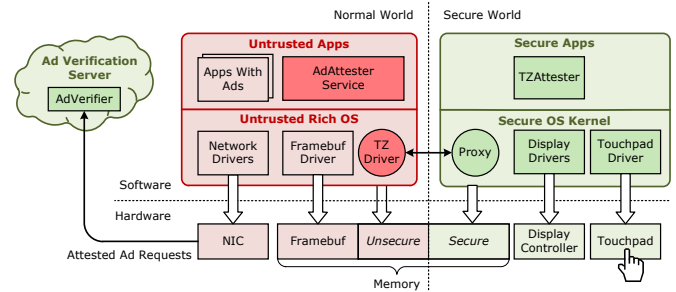 Normal World
Secure World
Untrusted Apps
Secure Apps
Ad Verification
Server
AdVerifier
Apps With
Ads
AdAttester
Service
TZAttester
Untrusted Rich OS
Secure OS Kernel
Network
Drivers
Framebuf
Driver
TZ
Driver
Proxy
Display
Drivers
Touchpad
Driver
Software
Hardware
Attested Ad Requests
NIC
Framebuf
Unsecure
Secure
Display
Controller
Touchpad
Memory